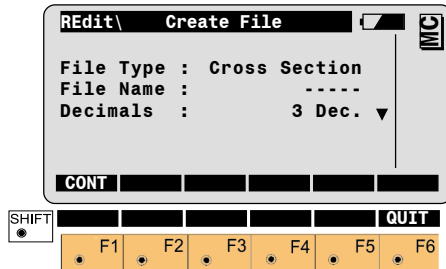 REdit\ Create File
MC
File Type : Cross Section
File Name : -----
Decimals : 3 Dec. ▼
CONT
SHIFT
QUIT
F1 F2 F3 F4 F5 F6